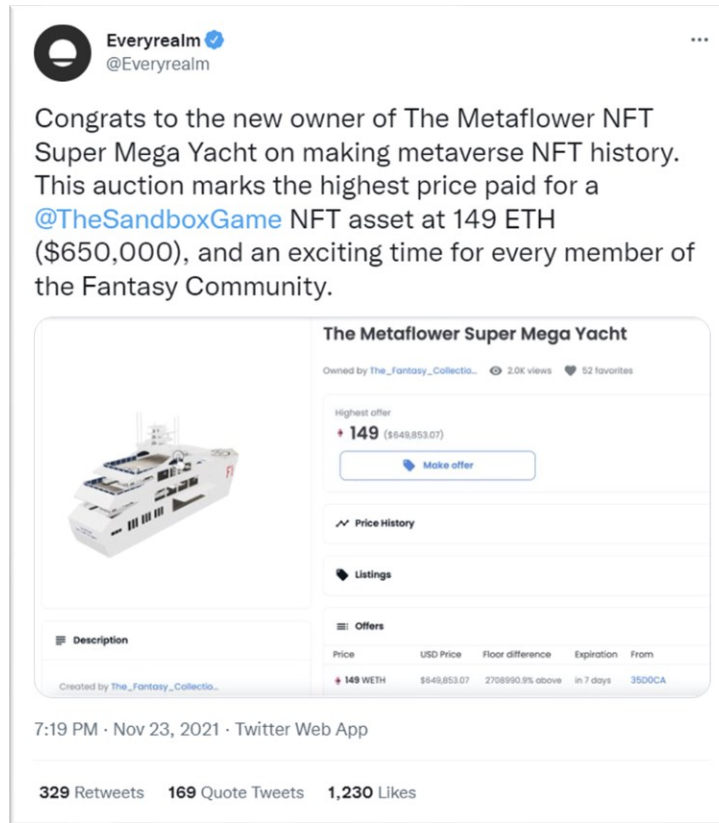 Everyrealm
@Everyrealm
Congrats to the new owner of The Metaflower NFT
Super Mega Yacht on making metaverse NFT history.
This auction marks the highest price paid for a
@TheSandboxGame NFT asset at 149 ETH
($650,000), and an exciting time for every member of
the Fantasy Community.
The Metaflower Super Mega Yacht
Owned by The_Fantasy_Collectio... 2.0K views 52 favorites
Highest offer
149 ($649,853.07)
Make offer
Price History
Listings
Offers
Price USD Price Floor difference Expiration From
149 WETH $649,853.07 2708990.9% above in 7 days 35D0CA
Description
Created by The_Fantasy_Collectio...
7:19 PM · Nov 23, 2021 · Twitter Web App
329 Retweets 169 Quote Tweets 1,230 Likes